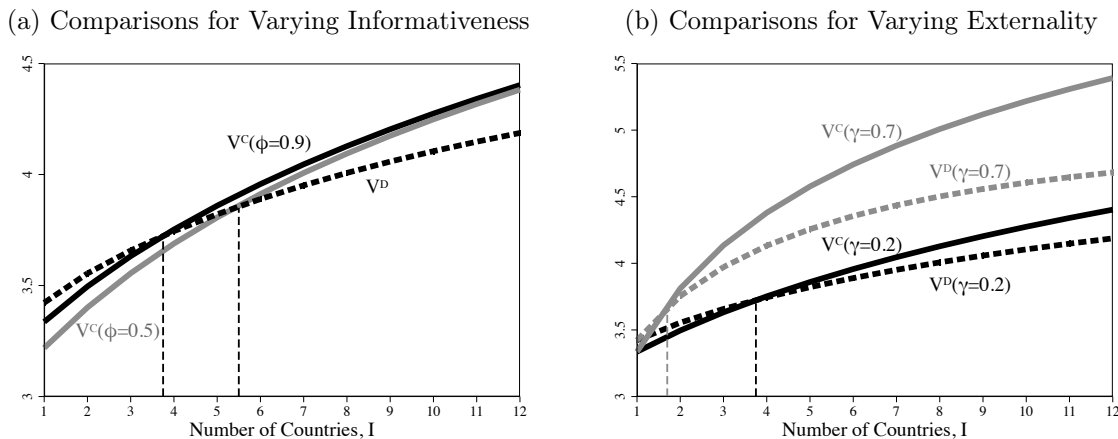 (a) Comparisons for Varying Informativeness
4.5
4
3.5
3
V^C(ϕ=0.9)
V^D
V^C(ϕ=0.5)
1 2 3 4 5 6 7 8 9 10 11 12
Number of Countries, I
(b) Comparisons for Varying Externality
5.5
5
4.5
4
3.5
3
V^C(γ=0.7)
V^D(γ=0.7)
V^C(γ=0.2)
V^D(γ=0.2)
1 2 3 4 5 6 7 8 9 10 11 12
Number of Countries, I